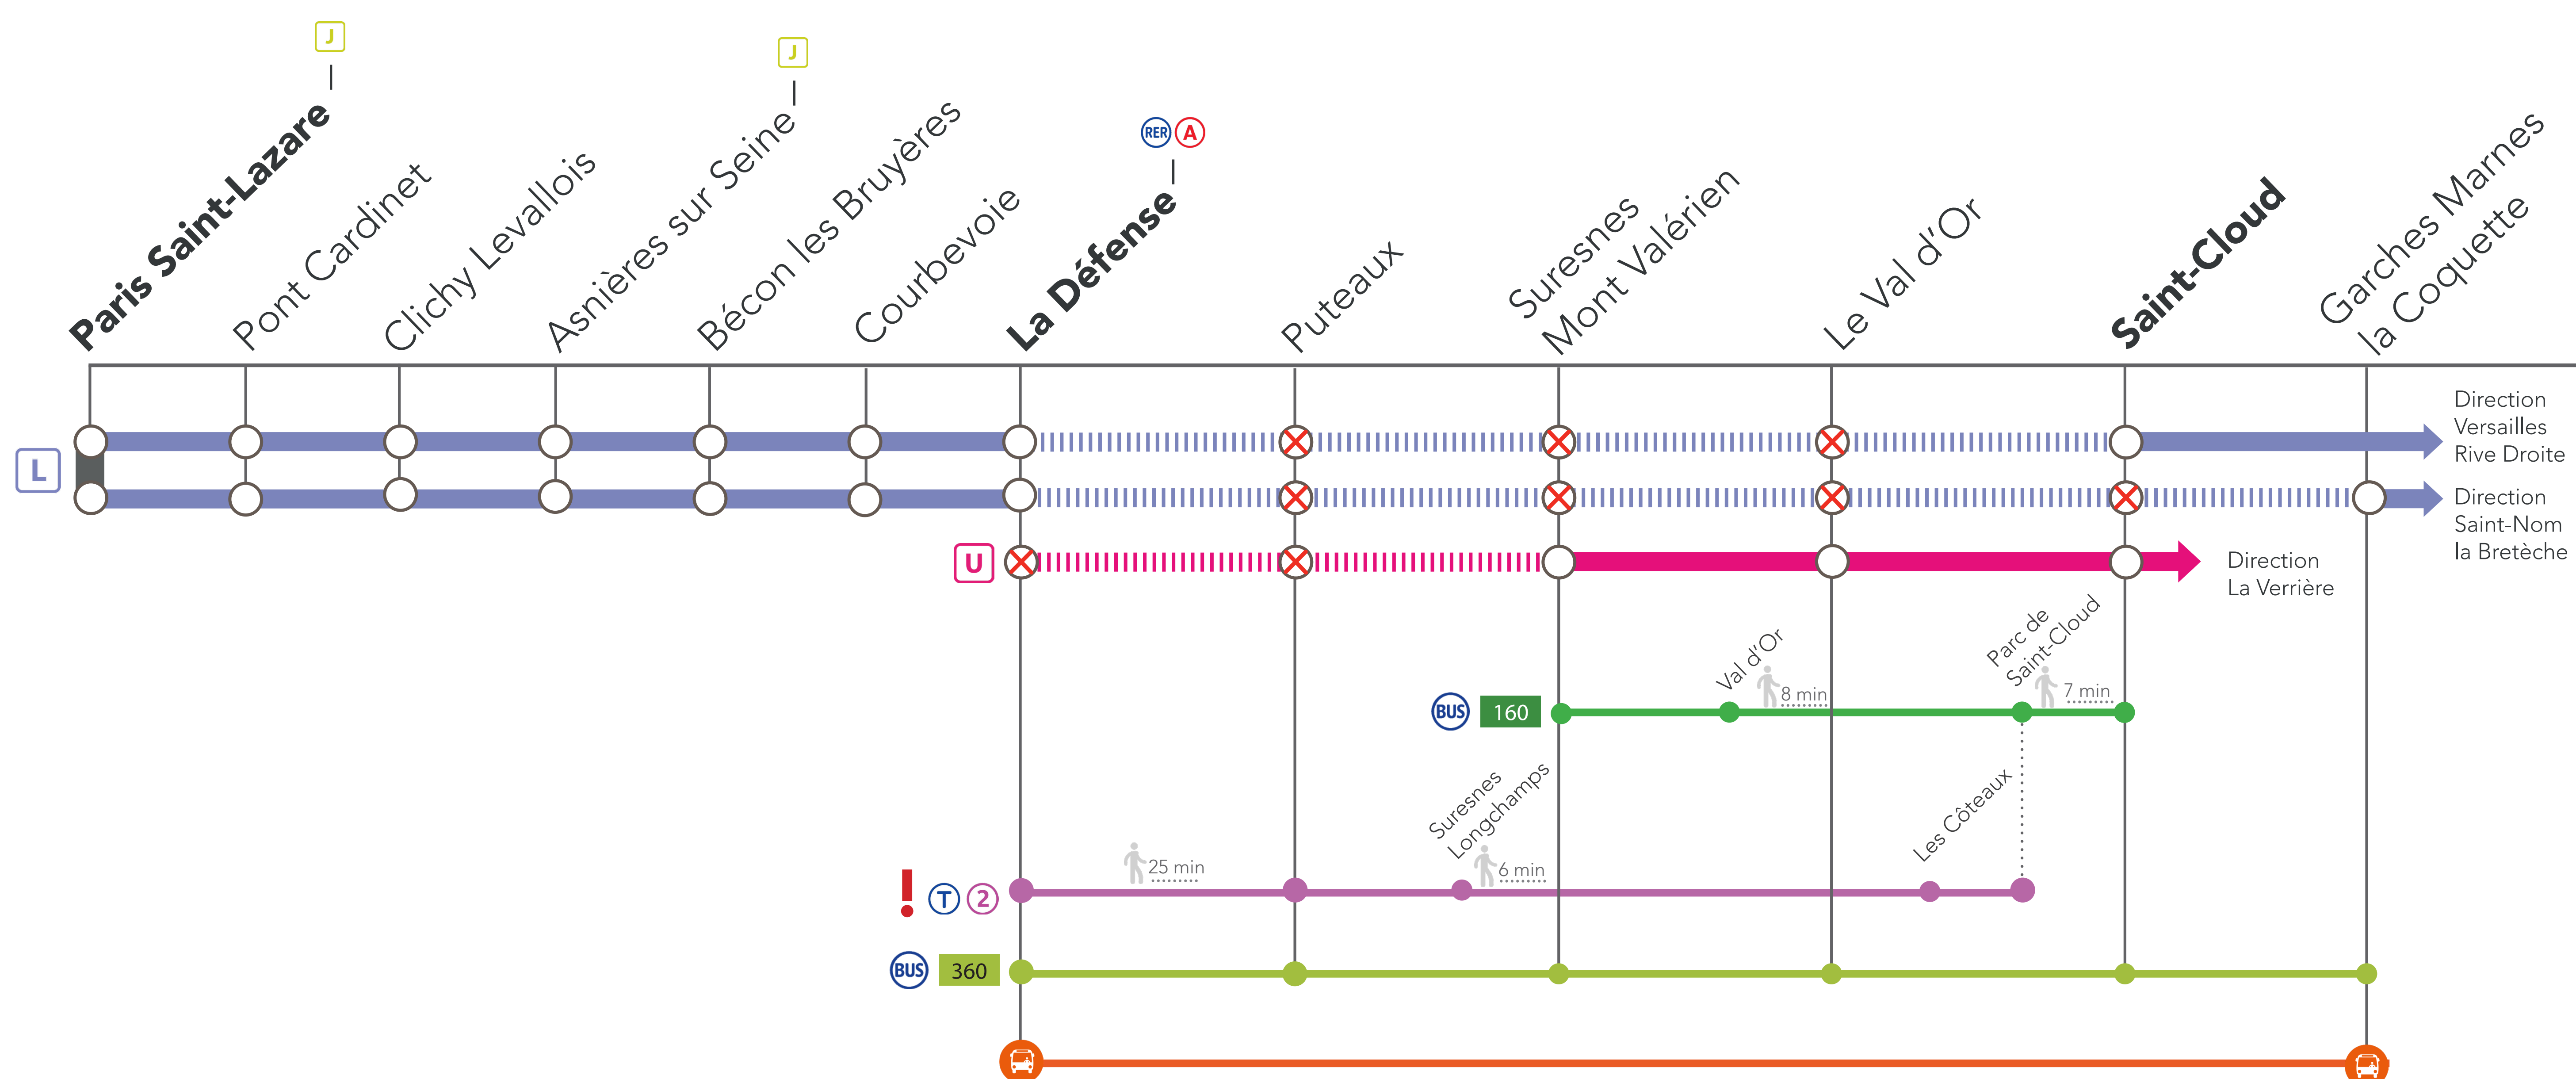 J
J
RER A
Paris Saint-Lazare
Pont Cardinet
Clichy Levallois
Asnières sur Seine
Bécon les Bruyères
Courbevoie
La Défense
Puteaux
Suresnes
Mont Valérien
Le Val d'Or
Saint-Cloud
Garches Marnes
la Coquette
L
Direction
Versailles
Rive Droite
Direction
Saint-Nom
la Bretèche
U
Direction
La Verrière
Val d'Or
8 min
Parc de
Saint-Cloud
7 min
BUS 160
Suresnes
Longchamps
Les Côteaux
25 min
6 min
! T 2
BUS 360